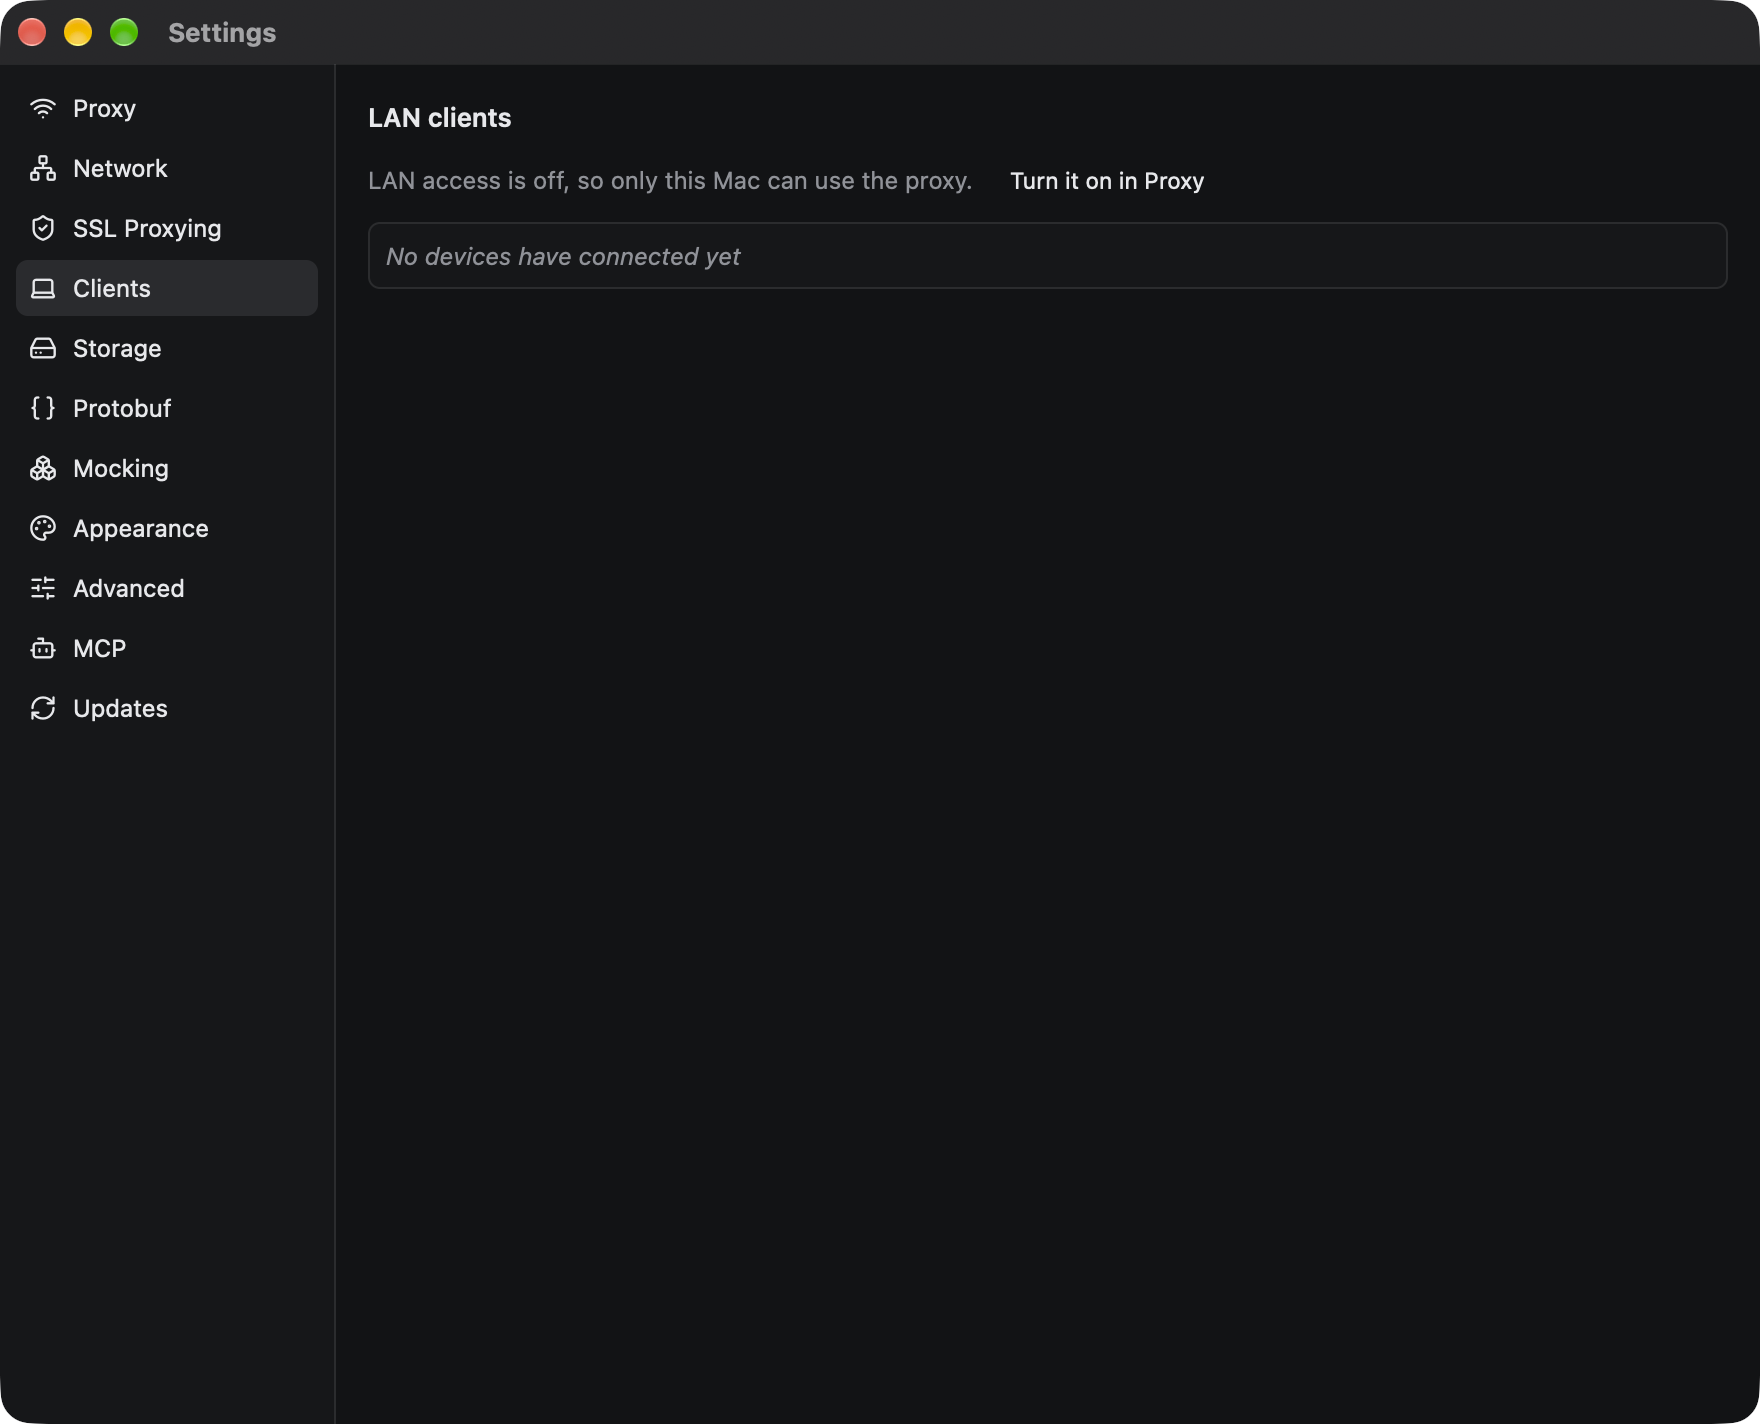 Settings
Proxy
Network
SSL Proxying
Clients
Storage
Protobuf
Mocking
Appearance
Advanced
MCP
Updates
LAN clients
LAN access is off, so only this Mac can use the proxy. Turn it on in Proxy
No devices have connected yet